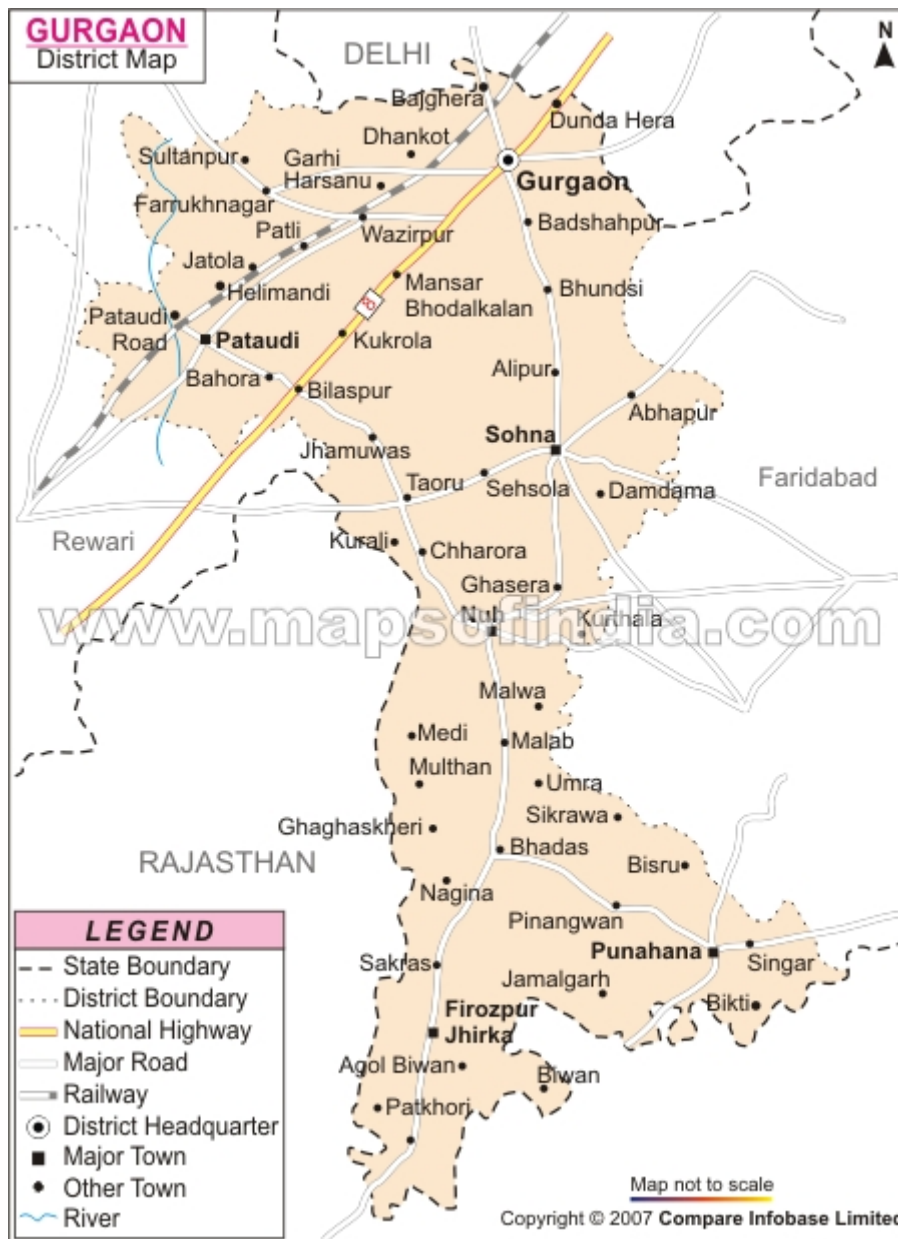 GURGAON
District Map
DELHI
N
Bajghera
Dunda Hera
Dhankot
Sultanpur
Garhi
Harsanu
Gurgaon
Farrukhnagar
Badshahpur
Patli
Wazirpur
Jatola
Mansar
Helimandi
Bhodalkalan
Bhundsi
Pataudi
Road
Pataudi
Kukrola
Alipur
Bahora
Bilaspur
Abhapur
Jhamuwas
Sohna
Taoru
Sehsola
Damdama
Faridabad
Rewari
Kurali
Chharora
Ghasera
www.mapsofindia.com
Nuh
Kurthala
Malwa
Medi
Malab
Multhan
Umra
Sikrawa
Ghaghaskheri
Bhadas
RAJASTHAN
Bisru
Nagina
Pinangwan
Punahana
Singar
Sakras
Jamalgarh
Bikti
Firozpur
Jhirka
Agol Biwan
Biwan
Patkhori
LEGEND
State Boundary
District Boundary
National Highway
Major Road
Railway
District Headquarter
Major Town
Other Town
River
Map not to scale
Copyright © 2007 Compare Infobase Limited